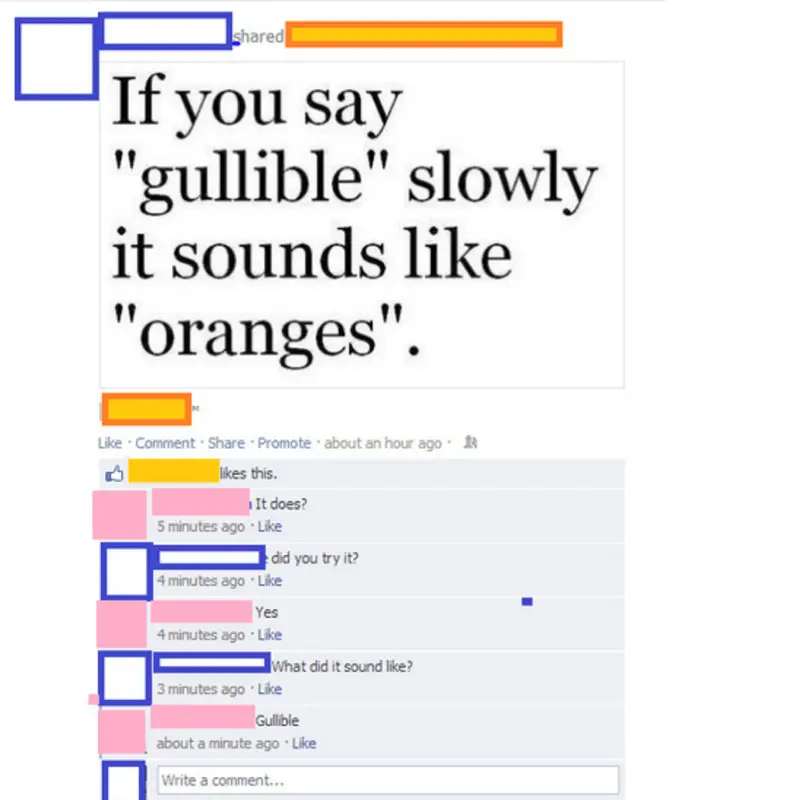 shared
If you say
"gullible" slowly
it sounds like
"oranges".
Like · Comment · Share · Promote · about an hour ago ·
likes this.
It does?
5 minutes ago · Like
did you try it?
4 minutes ago · Like
Yes
4 minutes ago · Like
What did it sound like?
3 minutes ago · Like
Gullible
about a minute ago · Like
Write a comment...